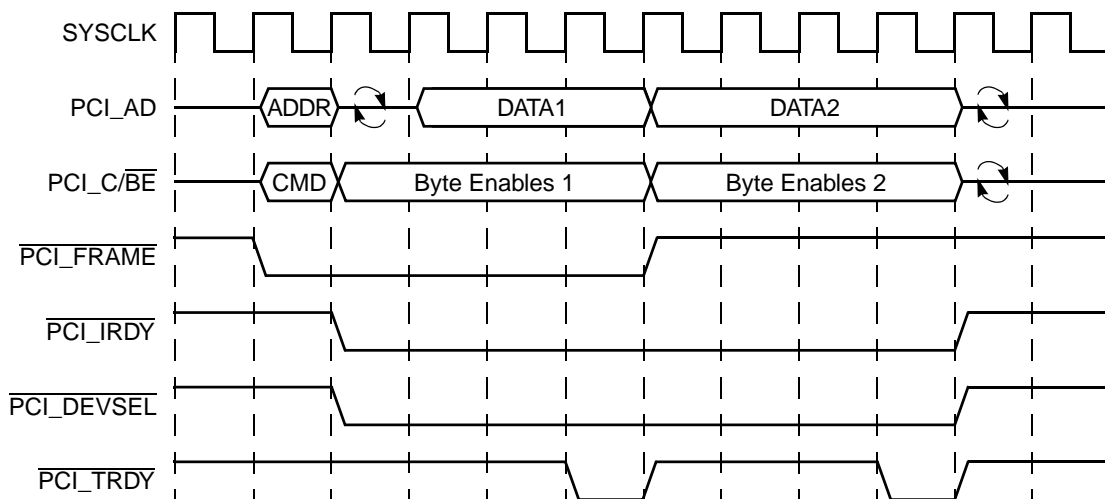 SYSCLK
PCI_AD ADDR DATA1 DATA2
PCI_C/BE CMD Byte Enables 1 Byte Enables 2
PCI_FRAME
PCI_IRDY
PCI_DEVSEL
PCI_TRDY